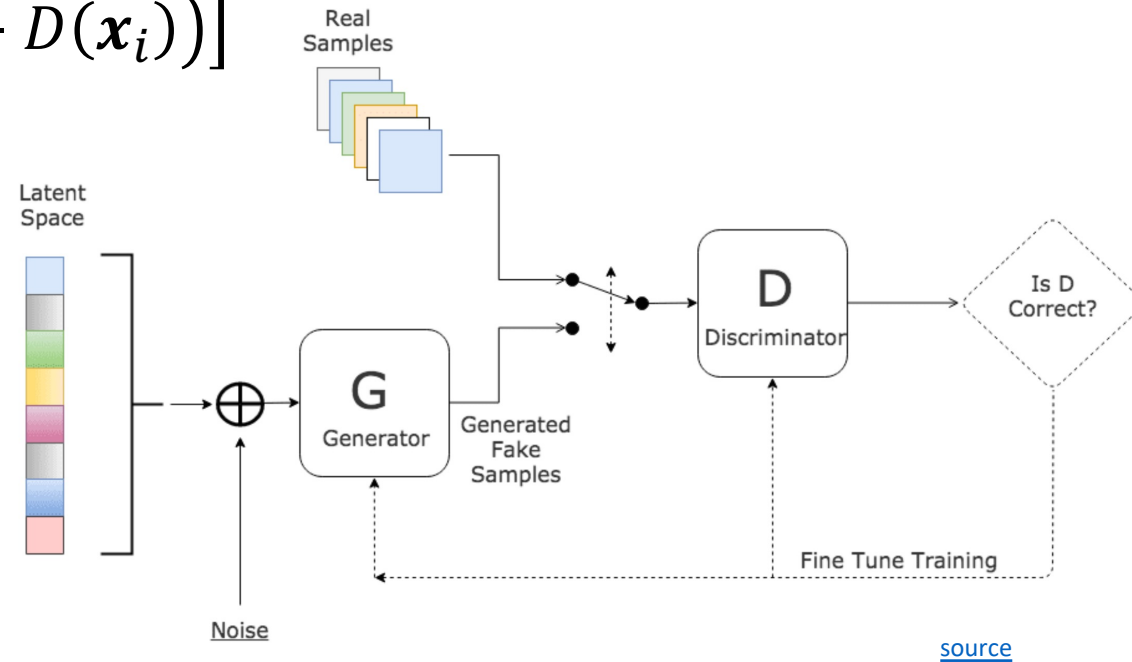 - D(𝒙ᵢ))]
Real
Samples
Latent
Space
Is D
Correct?
D
Discriminator
G
Generator
Generated
Fake
Samples
Fine Tune Training
Noise
source